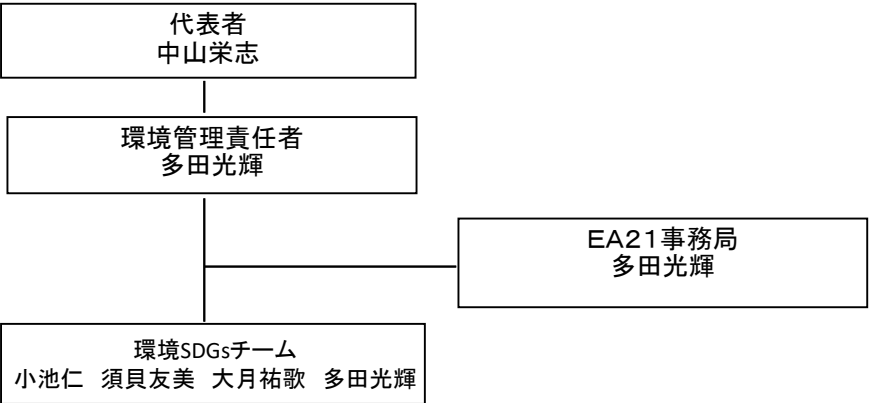 代表者
中山栄志
環境管理責任者
多田光輝
EA21事務局
多田光輝
環境SDGsチーム
小池仁 須貝友美 大月祐歌 多田光輝